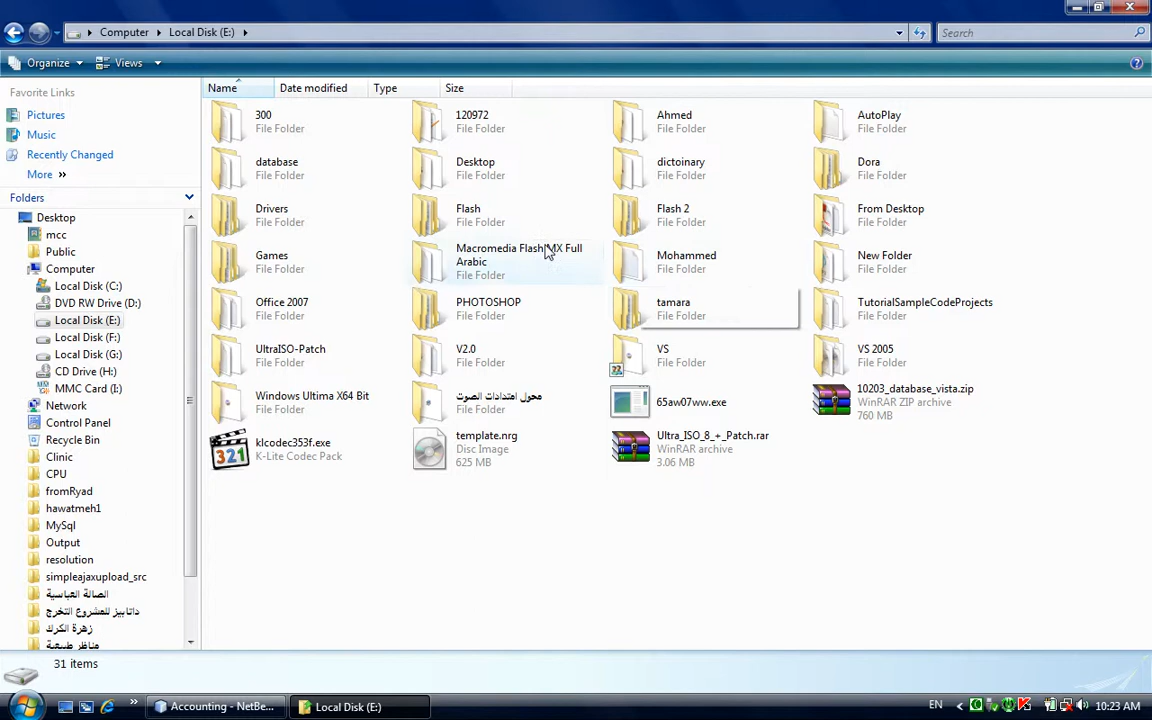 Computer Local Disk (E:)
Search
Organize Views
Favorite Links
Pictures
Music
Recently Changed
More »
Folders
Desktop
mcc
Public
Computer
Local Disk (C:)
DVD RW Drive (D:)
Local Disk (E:)
Local Disk (F:)
Local Disk (G:)
CD Drive (H:)
MMC Card (I:)
Network
Control Panel
Recycle Bin
Clinic
CPU
fromRyad
hawatmeh1
MySql
Output
resolution
simpleajaxupload_src
الصالة العباسية
داتابيز للمشروع التخرج
زهرة الكرك
مناظر طبيعية
Name Date modified Type Size
300
File Folder
120972
File Folder
Ahmed
File Folder
AutoPlay
File Folder
database
File Folder
Desktop
File Folder
dictoinary
File Folder
Dora
File Folder
Drivers
File Folder
Flash
File Folder
Flash 2
File Folder
From Desktop
File Folder
Games
File Folder
Macromedia Flash MX Full
Arabic
File Folder
Mohammed
File Folder
New Folder
File Folder
Office 2007
File Folder
PHOTOSHOP
File Folder
tamara
File Folder
TutorialSampleCodeProjects
File Folder
UltraISO-Patch
File Folder
V2.0
File Folder
VS
File Folder
VS 2005
File Folder
Windows Ultima X64 Bit
File Folder
محول امتدادات الصوت
File Folder
65aw07ww.exe
10203_database_vista.zip
WinRAR ZIP archive
760 MB
321
klcodec353f.exe
K-Lite Codec Pack
template.nrg
Disc Image
625 MB
Ultra_ISO_8_+_Patch.rar
WinRAR archive
3.06 MB
31 items
Accounting - NetBe...
Local Disk (E:)
EN
10:23 AM